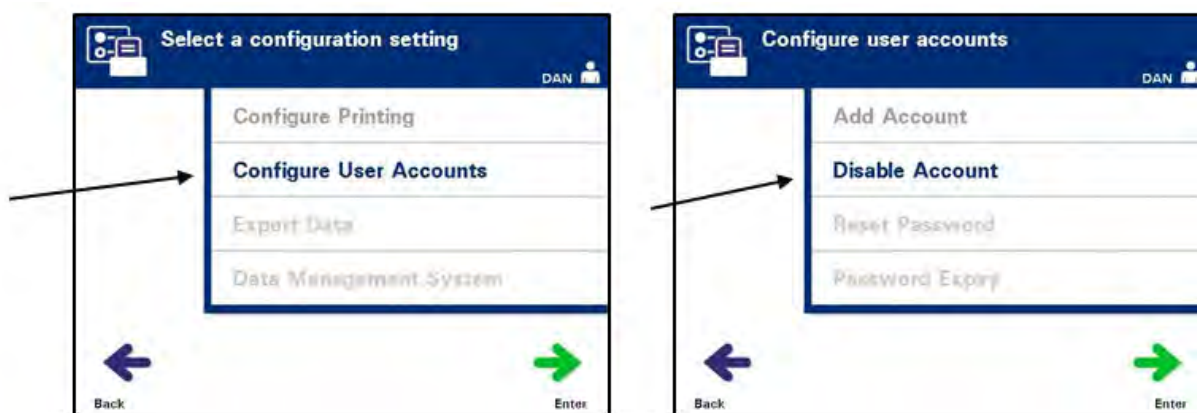 Select a configuration setting
DAN
Configure Printing
Configure User Accounts
Export Data
Data Management System
Back
Enter
Configure user accounts
DAN
Add Account
Disable Account
Reset Password
Password Expiry
Back
Enter